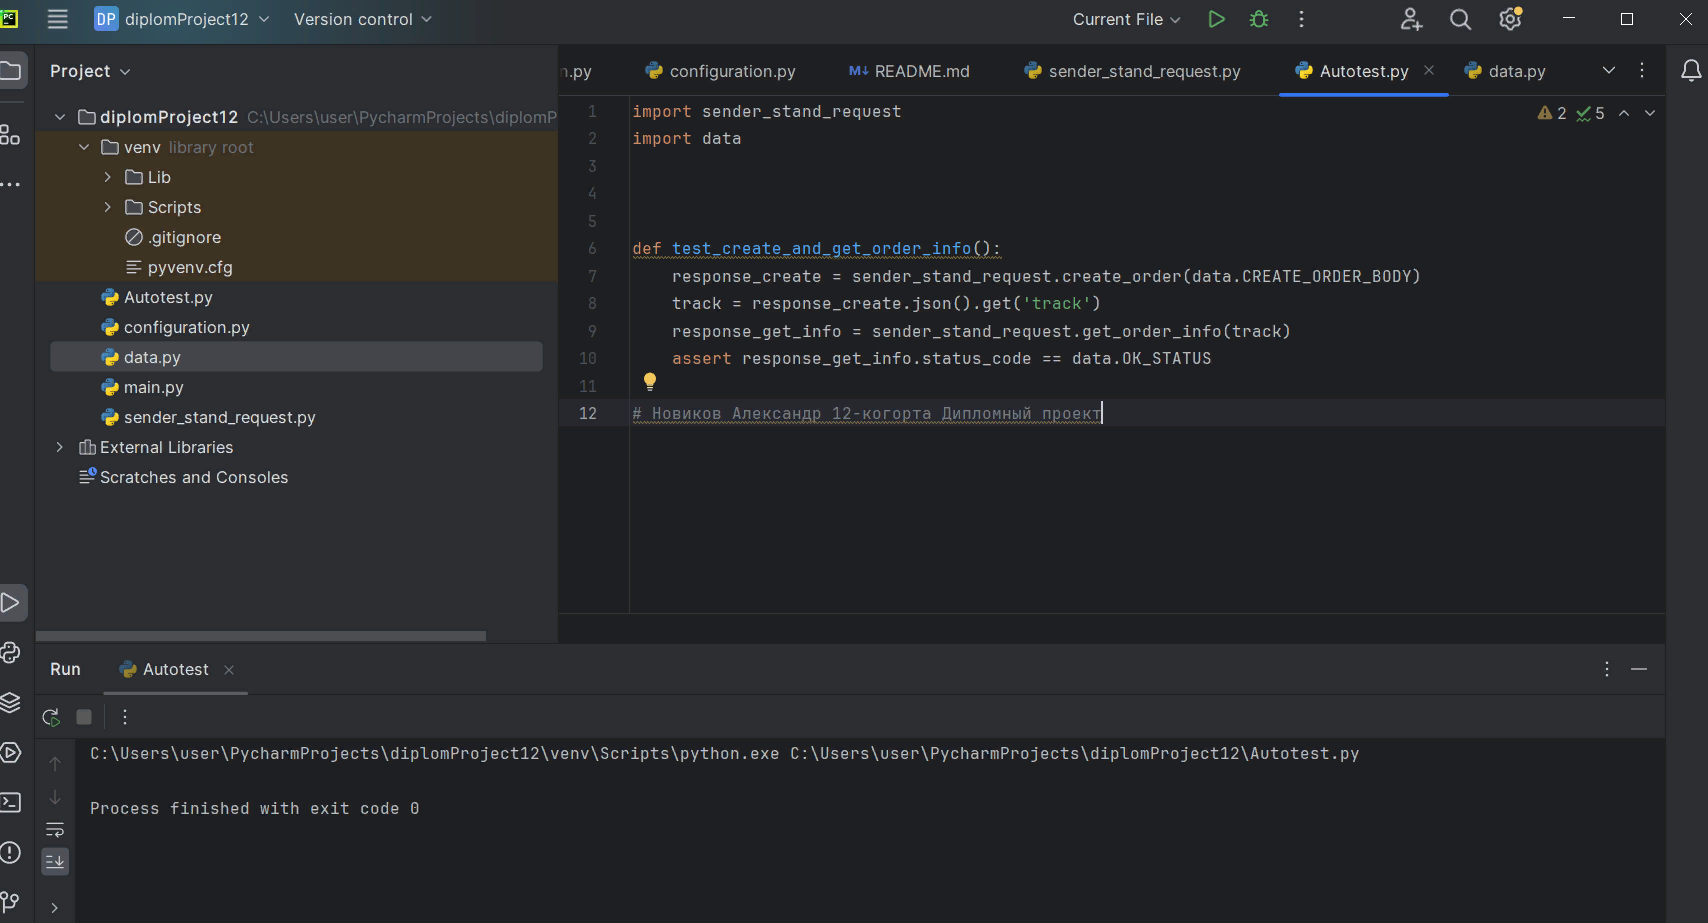 PC
DP diplomProject12 Version control Current File
Project
n.py configuration.py M↓ README.md sender_stand_request.py Autotest.py data.py
diplomProject12 C:\Users\user\PycharmProjects\diplomP
venv library root
Lib
Scripts
.gitignore
pyvenv.cfg
Autotest.py
configuration.py
data.py
main.py
sender_stand_request.py
External Libraries
Scratches and Consoles
2 5
1 import sender_stand_request
2 import data
3
4
5
6 def test_create_and_get_order_info():
7 response_create = sender_stand_request.create_order(data.CREATE_ORDER_BODY)
8 track = response_create.json().get('track')
9 response_get_info = sender_stand_request.get_order_info(track)
10 assert response_get_info.status_code == data.OK_STATUS
11
12 # Новиков Александр 12-когорта Дипломный проект
Run Autotest
C:\Users\user\PycharmProjects\diplomProject12\venv\Scripts\python.exe C:\Users\user\PycharmProjects\diplomProject12\Autotest.py
Process finished with exit code 0